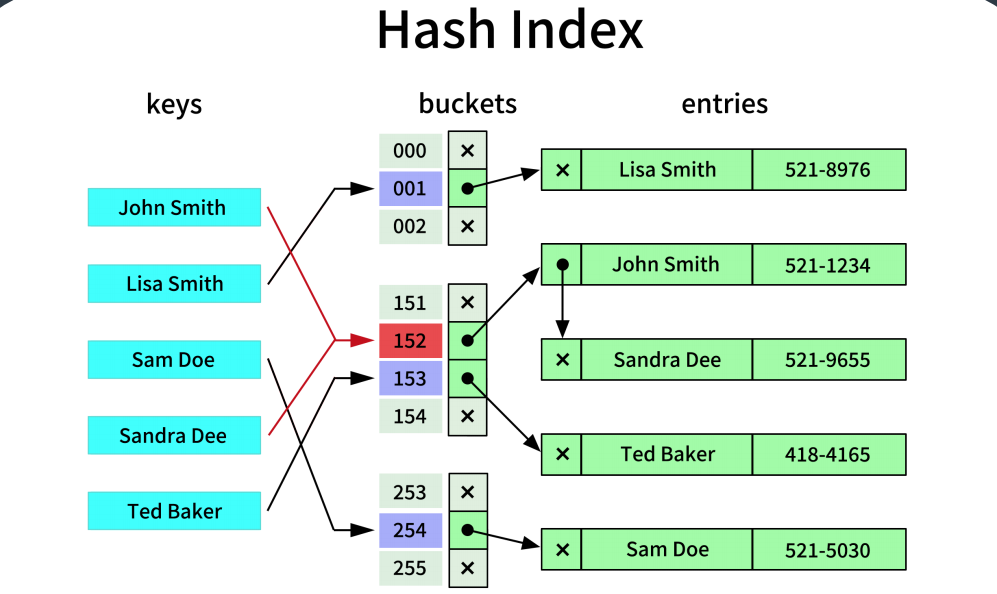 Hash Index
keys
buckets
entries
John Smith
Lisa Smith
Sam Doe
Sandra Dee
Ted Baker
000 ×
001
002 ×
151 ×
152
153
154 ×
253 ×
254
255 ×
× Lisa Smith 521-8976
John Smith 521-1234
× Sandra Dee 521-9655
× Ted Baker 418-4165
× Sam Doe 521-5030